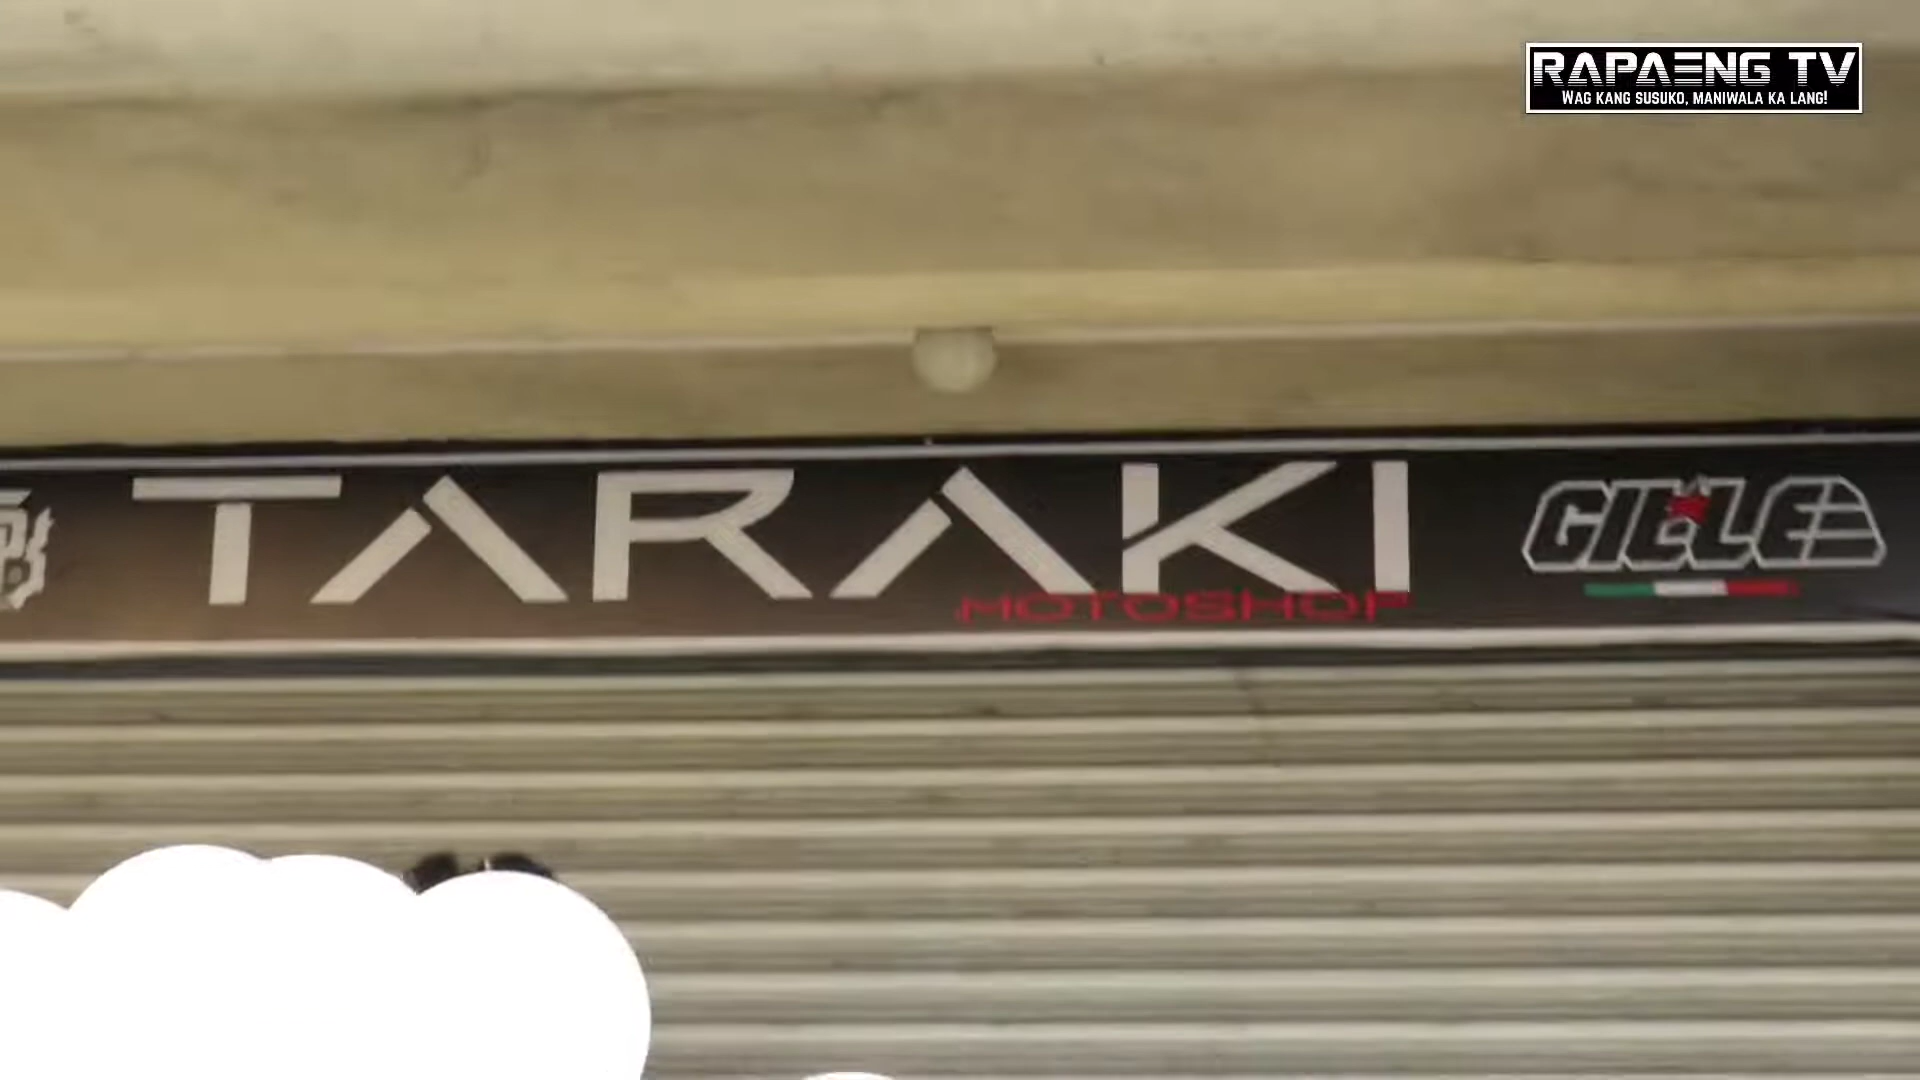 RAPAENG TV
WAG KANG SUSUKO, MANIWALA KA LANG!
TARAKI
MOTOSHOP
GIELLE